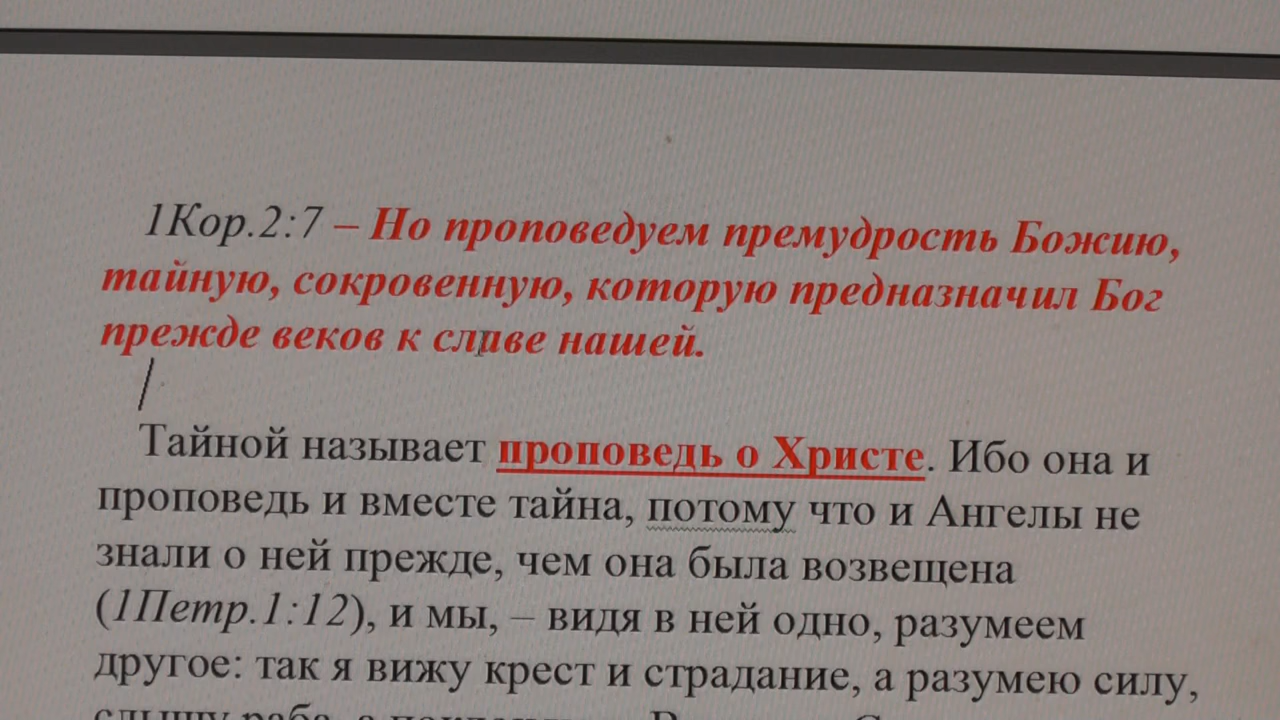 1Кор.2:7 – Но проповедуем премудрость Божию,
тайную, сокровенную, которую предназначил Бог
прежде веков к славе нашей.
Тайной называет проповедь о Христе. Ибо она и
проповедь и вместе тайна, потому что и Ангелы не
знали о ней прежде, чем она была возвещена
(1Петр.1:12), и мы, – видя в ней одно, разумеем
другое: так я вижу крест и страдание, а разумею силу,
слышу раба, а